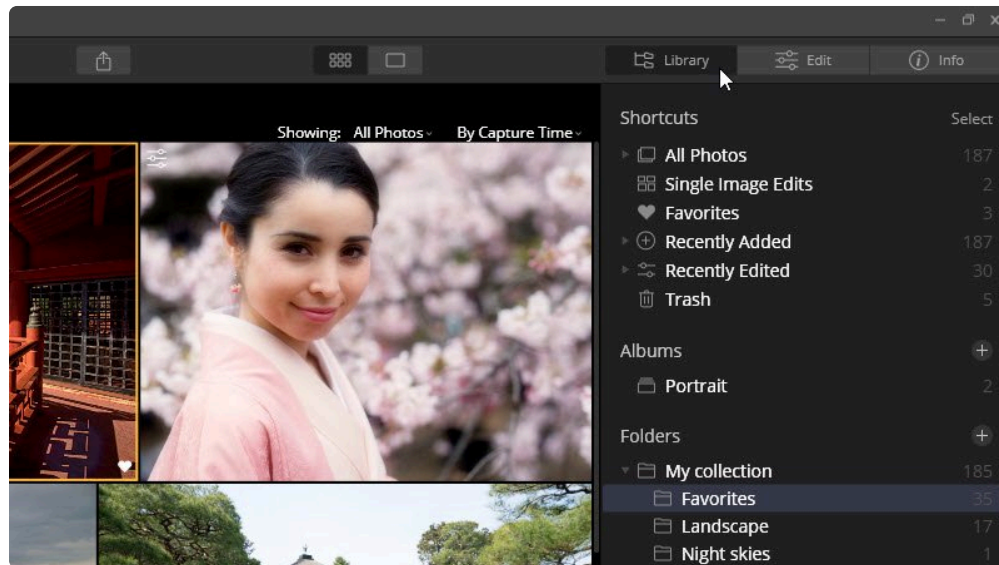 Library Edit Info
Showing: All Photos By Capture Time
Shortcuts Select
All Photos 187
Single Image Edits 2
Favorites 3
Recently Added 187
Recently Edited 30
Trash 5
Albums
Portrait 2
Folders
My collection 185
Favorites 35
Landscape 17
Night skies 1